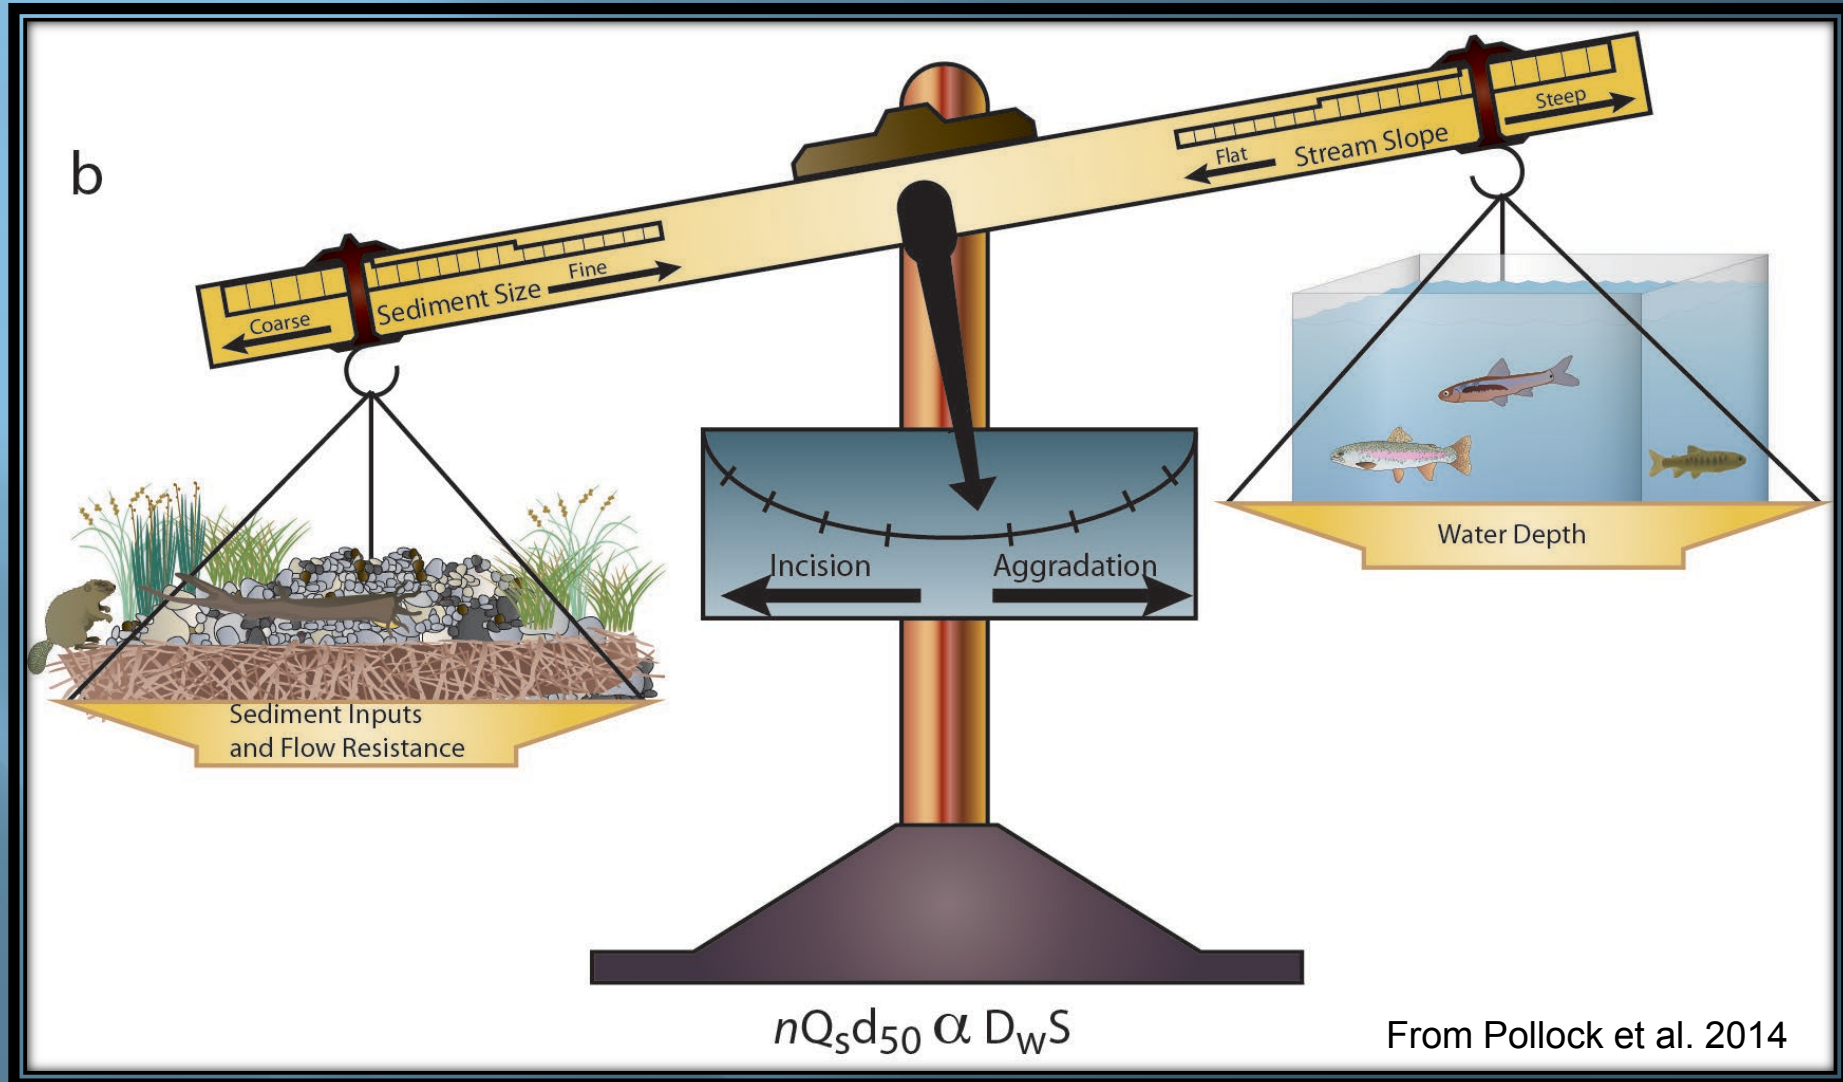 b
Steep
Flat
Stream Slope
Fine
Sediment Size
Coarse
Water Depth
Incision
Aggradation
Sediment Inputs
and Flow Resistance
nQsd50 α DwS
From Pollock et al. 2014